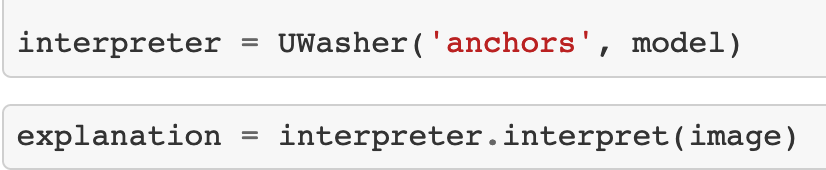 interpreter = UWasher('anchors', model)
explanation = interpreter.interpret(image)